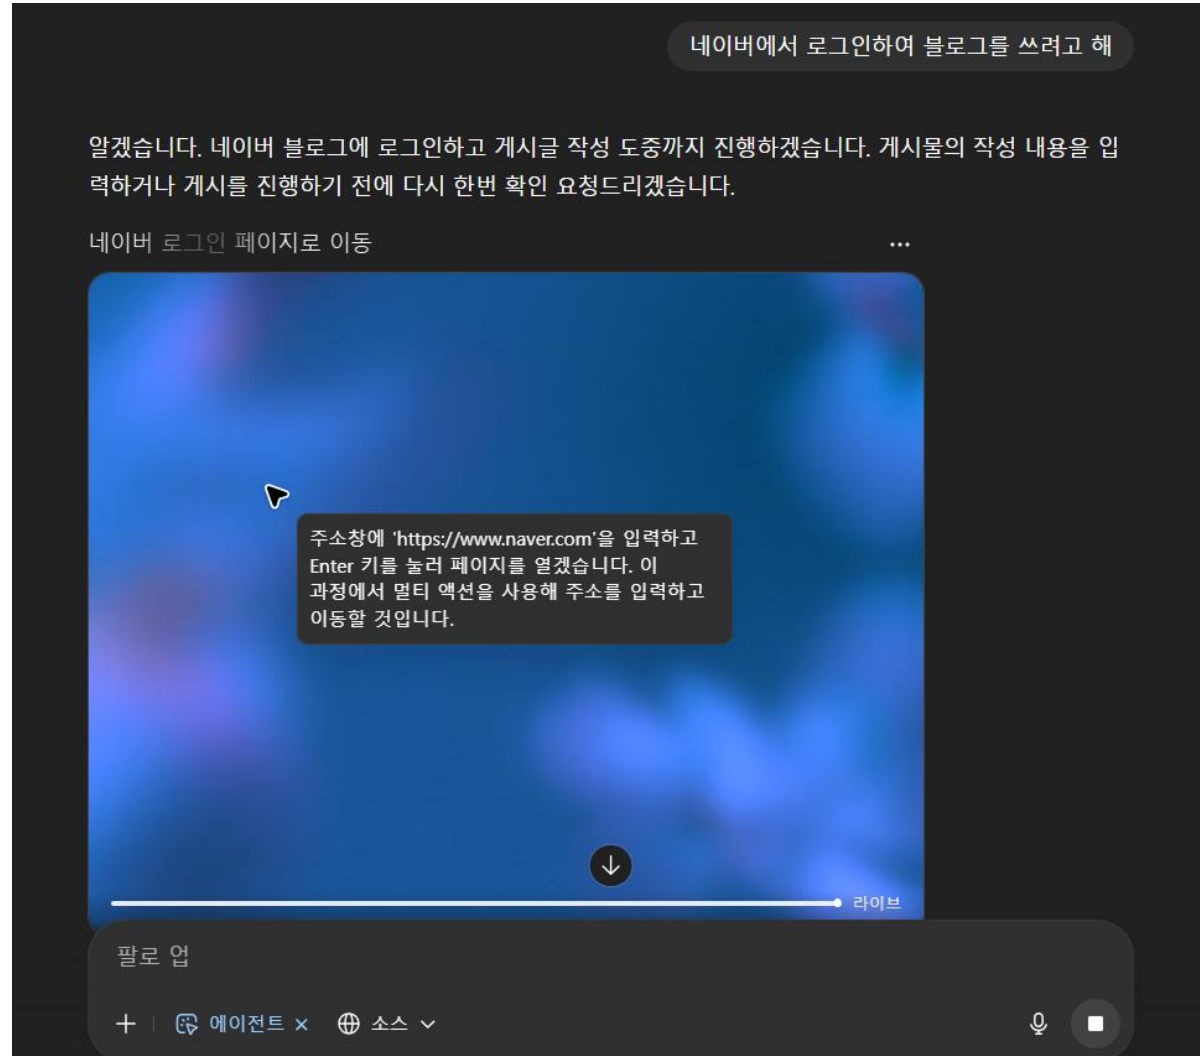 네이버에서 로그인하여 블로그를 쓰려고 해
알겠습니다. 네이버 블로그에 로그인하고 게시글 작성 도중까지 진행하겠습니다. 게시물의 작성 내용을 입
력하거나 게시를 진행하기 전에 다시 한번 확인 요청드리겠습니다.
네이버 로그인 페이지로 이동
주소창에 'https://www.naver.com'을 입력하고
Enter 키를 눌러 페이지를 열겠습니다. 이
과정에서 멀티 액션을 사용해 주소를 입력하고
이동할 것입니다.
라이브
팔로 업
에이전트
소스